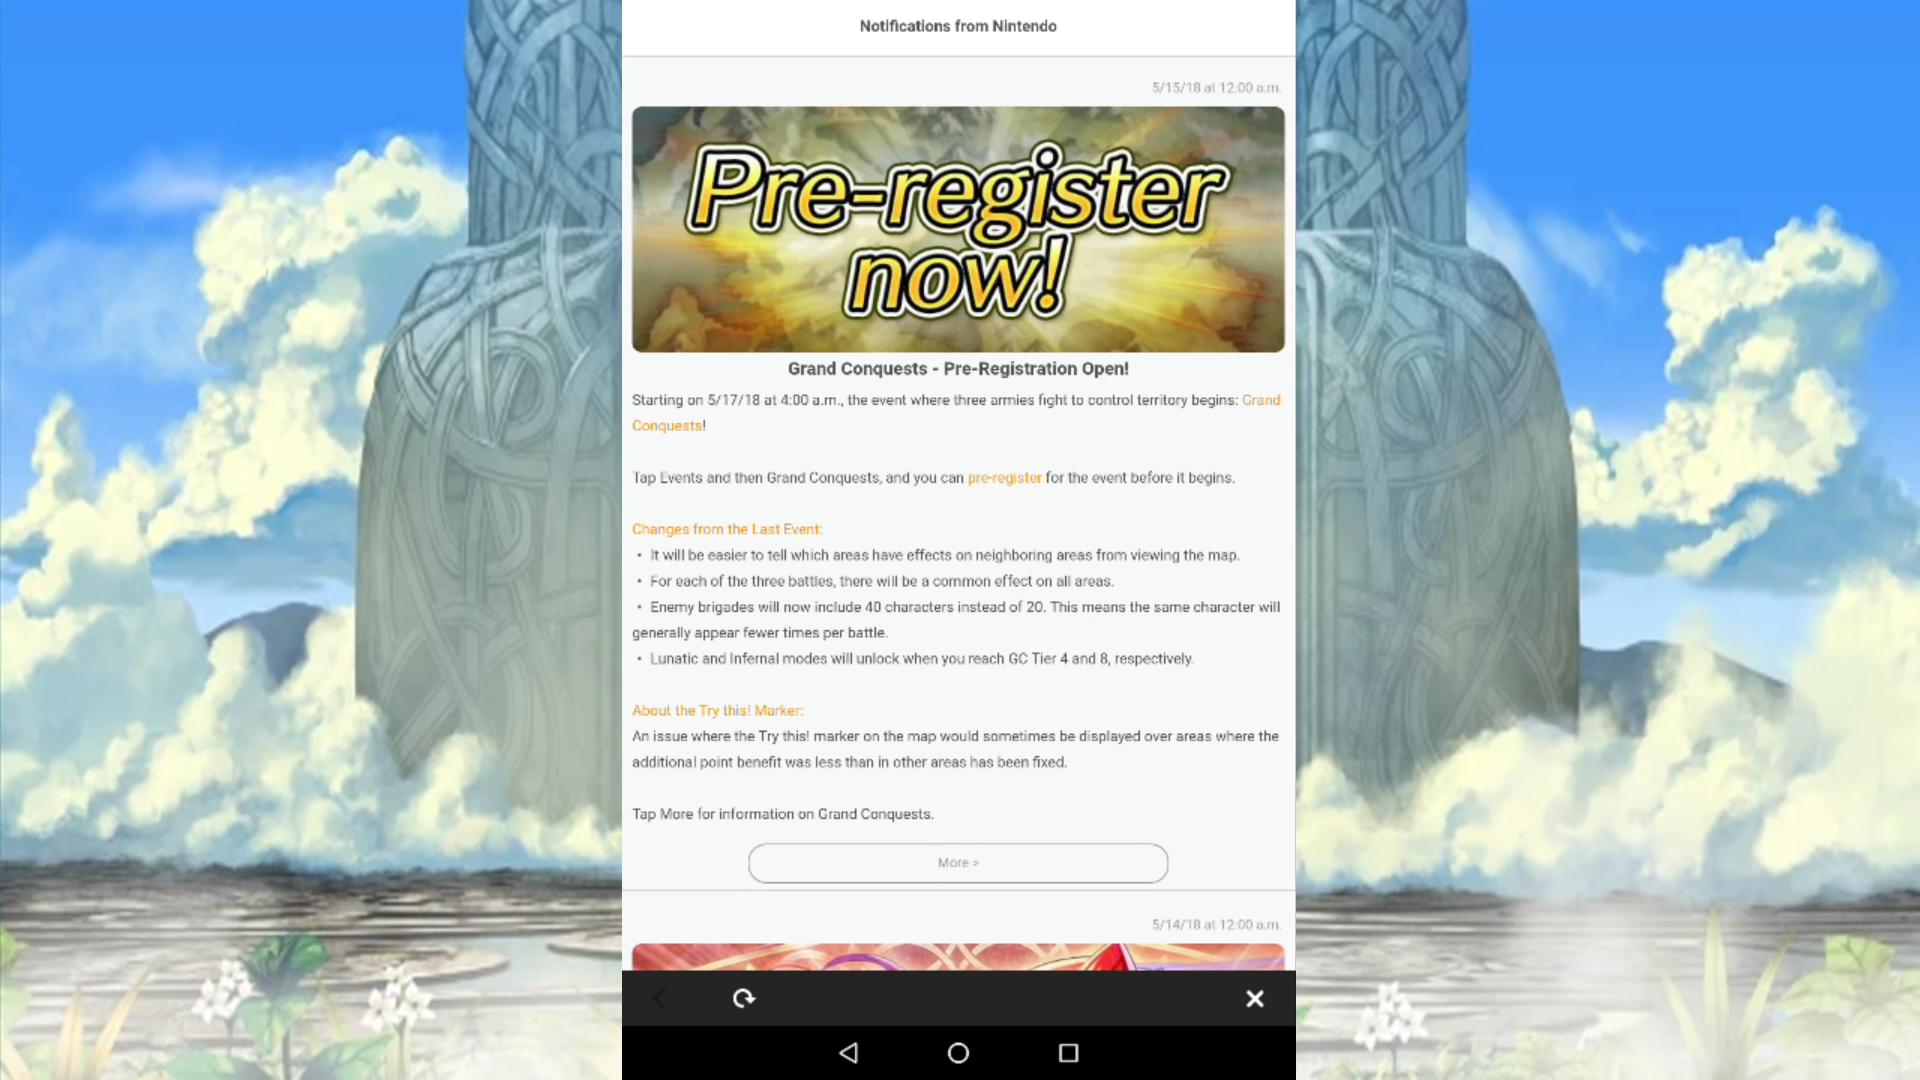 Notifications from Nintendo
5/15/18 at 12:00 a.m.
Pre-register
now!
Grand Conquests - Pre-Registration Open!
Starting on 5/17/18 at 4:00 a.m., the event where three armies fight to control territory begins: Grand
Conquests!
Tap Events and then Grand Conquests, and you can pre-register for the event before it begins.
Changes from the Last Event:
・ It will be easier to tell which areas have effects on neighboring areas from viewing the map.
・ For each of the three battles, there will be a common effect on all areas.
・ Enemy brigades will now include 40 characters instead of 20. This means the same character will
generally appear fewer times per battle.
・ Lunatic and Infernal modes will unlock when you reach GC Tier 4 and 8, respectively.
About the Try this! Marker:
An issue where the Try this! marker on the map would sometimes be displayed over areas where the
additional point benefit was less than in other areas has been fixed.
Tap More for information on Grand Conquests.
More >
5/14/18 at 12:00 a.m.